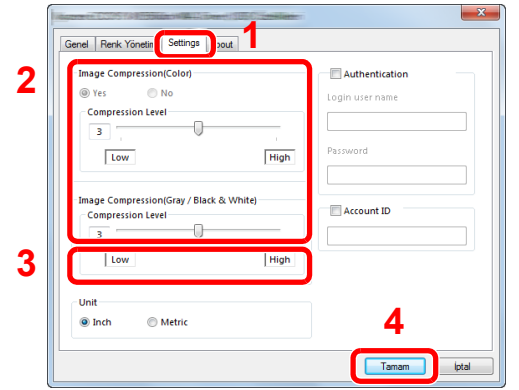 1
Genel Renk Yönetim Settings bout
2
Image Compression(Color)
Yes No
Compression Level
3
Low High
Image Compression(Gray / Black & White)
Compression Level
3
3
Low High
Unit
Inch Metric
Authentication
Login user name
Password
Account ID
4
Tamam İptal